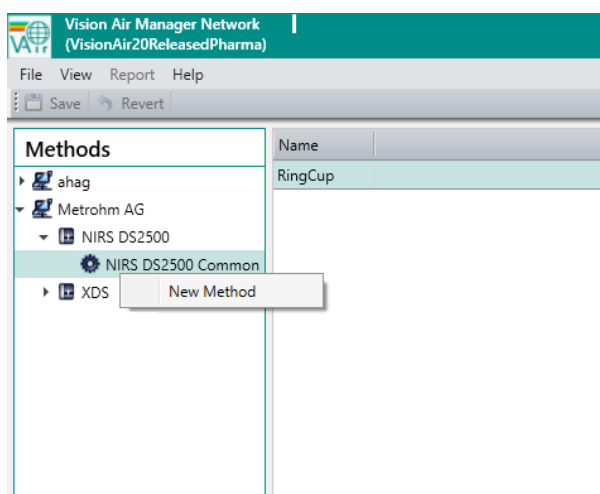 Vision Air Manager Network
(VisionAir20ReleasedPharma)
VAir
File View Report Help
Save Revert
Methods
Name
ahag
RingCup
Metrohm AG
NIRS DS2500
NIRS DS2500 Common
XDS
New Method